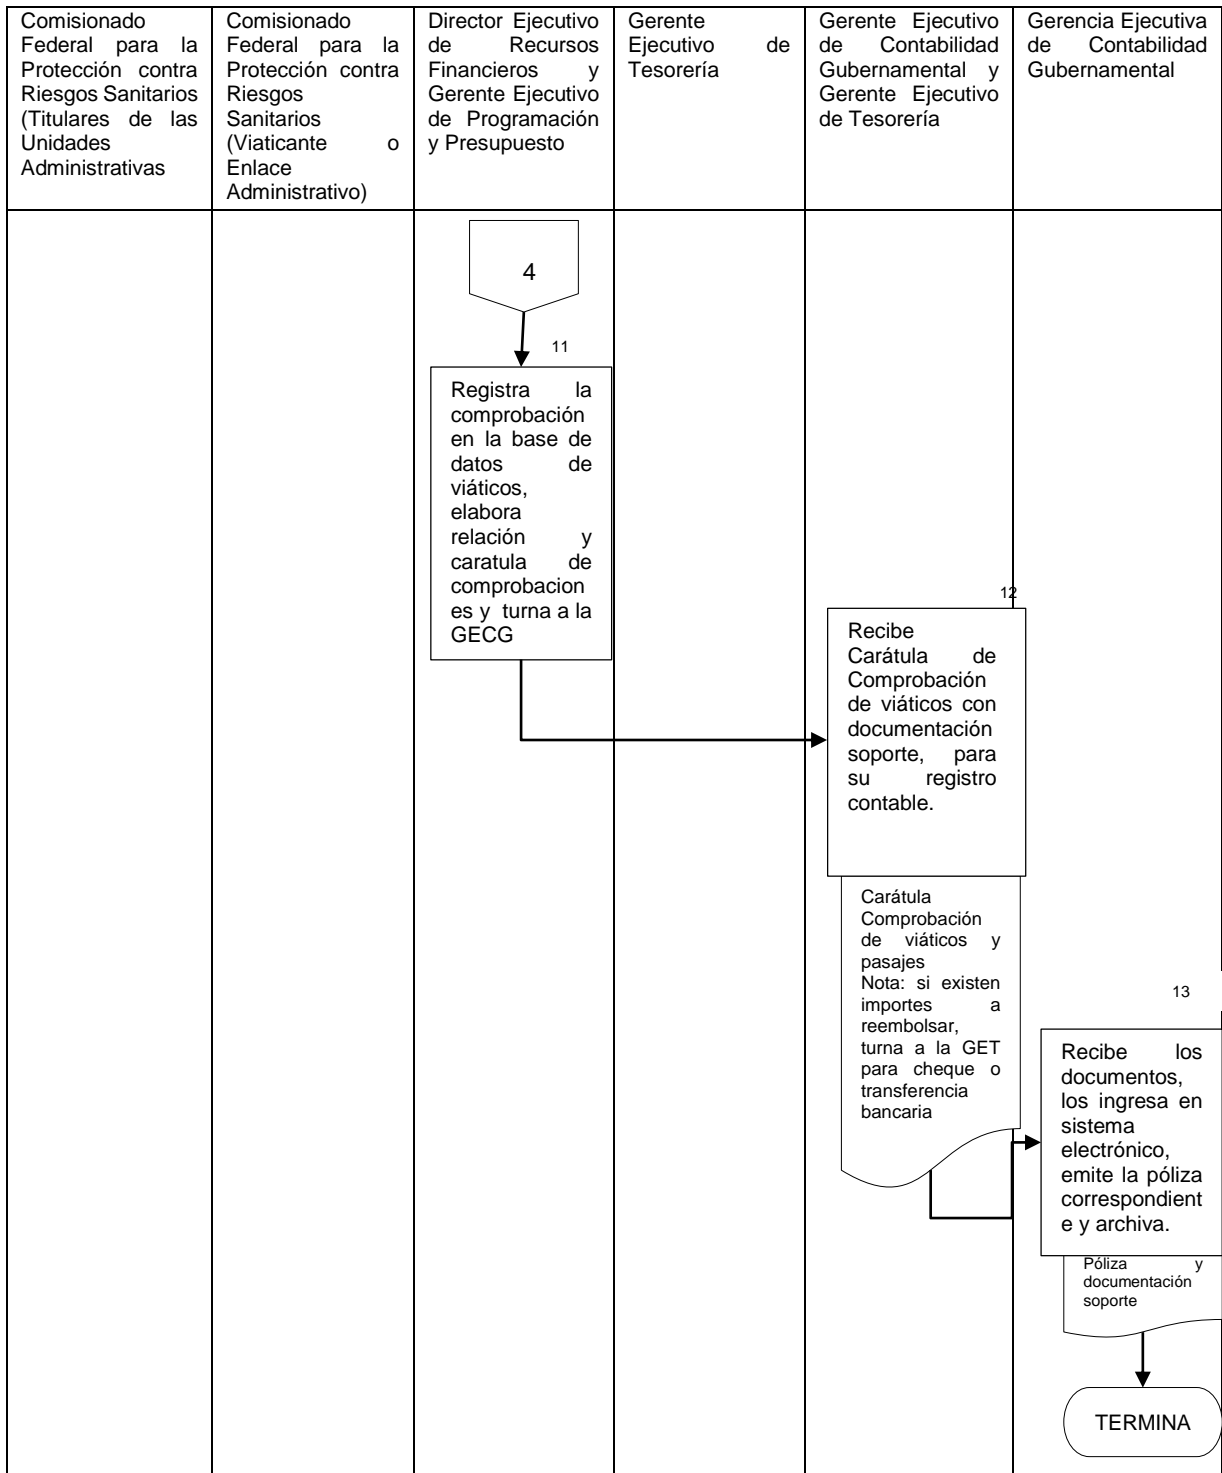 Comisionado
Federal para la
Protección contra
Riesgos Sanitarios
(Titulares de las
Unidades
Administrativas
Comisionado
Federal para la
Protección contra
Riesgos
Sanitarios
(Viaticante o
Enlace
Administrativo)
Director Ejecutivo
de Recursos
Financieros y
Gerente Ejecutivo
de Programación
y Presupuesto
Gerente
Ejecutivo de
Tesorería
Gerente Ejecutivo
de Contabilidad
Gubernamental y
Gerente Ejecutivo
de Tesorería
Gerencia Ejecutiva
de Contabilidad
Gubernamental
4
11
Registra la
comprobación
en la base de
datos de
viáticos,
elabora
relación y
caratula de
comprobacion
es y turna a la
GECG
12
Recibe
Carátula de
Comprobación
de viáticos con
documentación
soporte, para
su registro
contable.
Carátula
Comprobación
de viáticos y
pasajes
Nota: si existen
importes a
reembolsar,
turna a la GET
para cheque o
transferencia
bancaria
13
Recibe los
documentos,
los ingresa en
sistema
electrónico,
emite la póliza
correspondient
e y archiva.
Póliza y
documentación
soporte
TERMINA